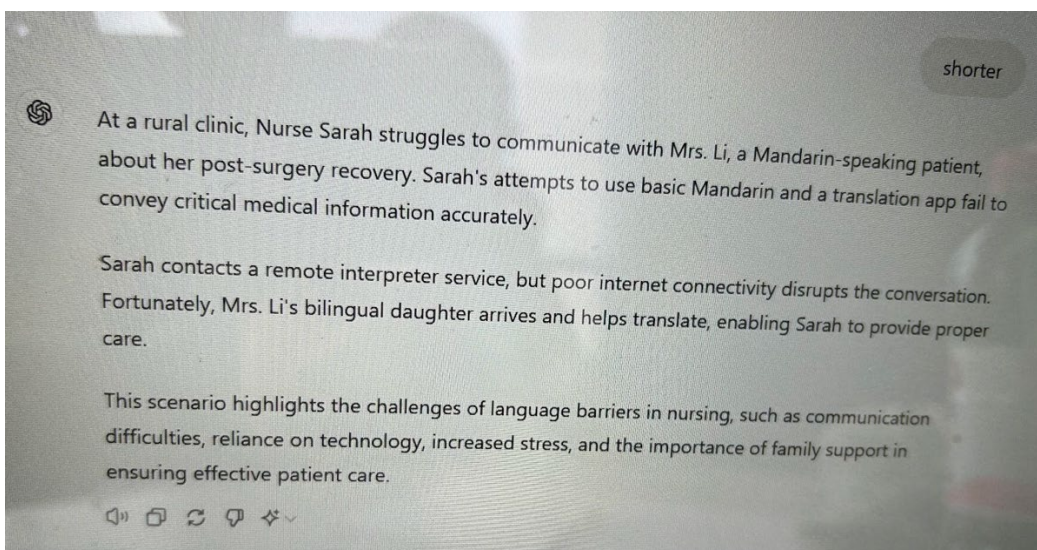 shorter
At a rural clinic, Nurse Sarah struggles to communicate with Mrs. Li, a Mandarin-speaking patient,
about her post-surgery recovery. Sarah's attempts to use basic Mandarin and a translation app fail to
convey critical medical information accurately.
Sarah contacts a remote interpreter service, but poor internet connectivity disrupts the conversation.
Fortunately, Mrs. Li's bilingual daughter arrives and helps translate, enabling Sarah to provide proper
care.
This scenario highlights the challenges of language barriers in nursing, such as communication
difficulties, reliance on technology, increased stress, and the importance of family support in
ensuring effective patient care.